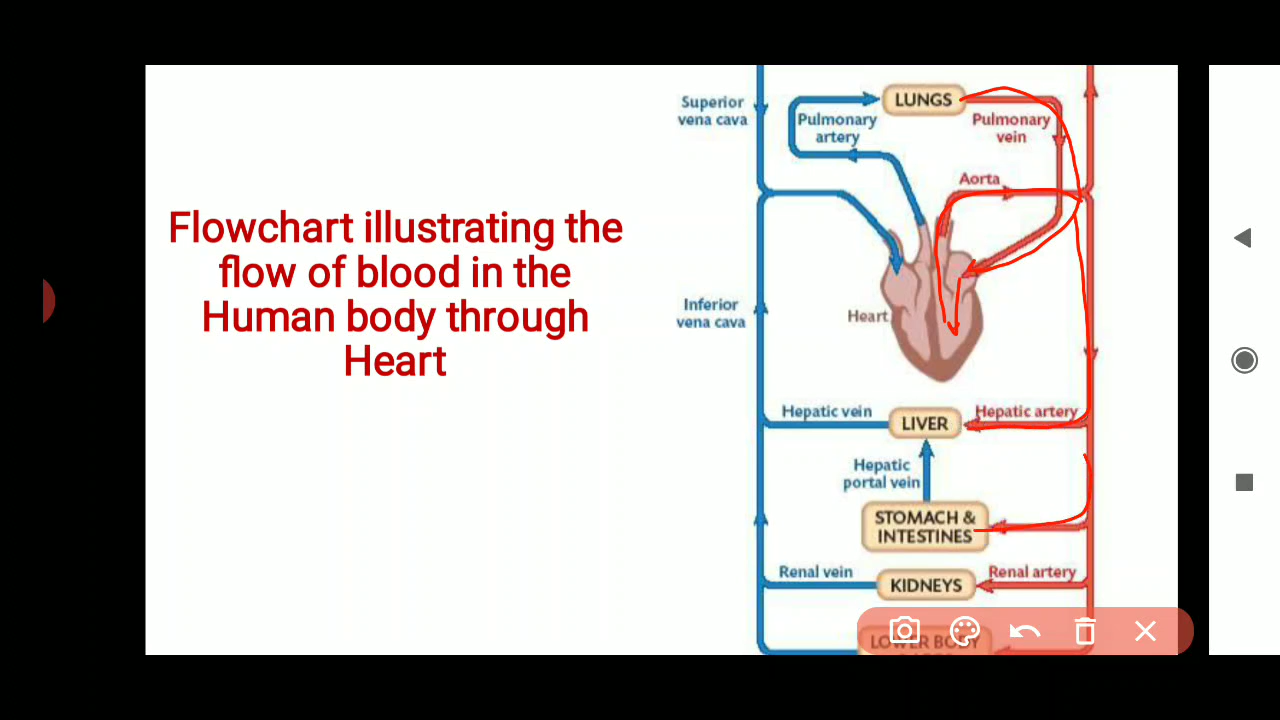 Flowchart illustrating the
flow of blood in the
Human body through
Heart
LUNGS
Superior
vena cava
Pulmonary
artery
Pulmonary
vein
Aorta
Inferior
vena cava
Heart
Hepatic vein
LIVER
Hepatic artery
Hepatic
portal vein
STOMACH &
INTESTINES
Renal vein
KIDNEYS
Renal artery
LOWER BODY